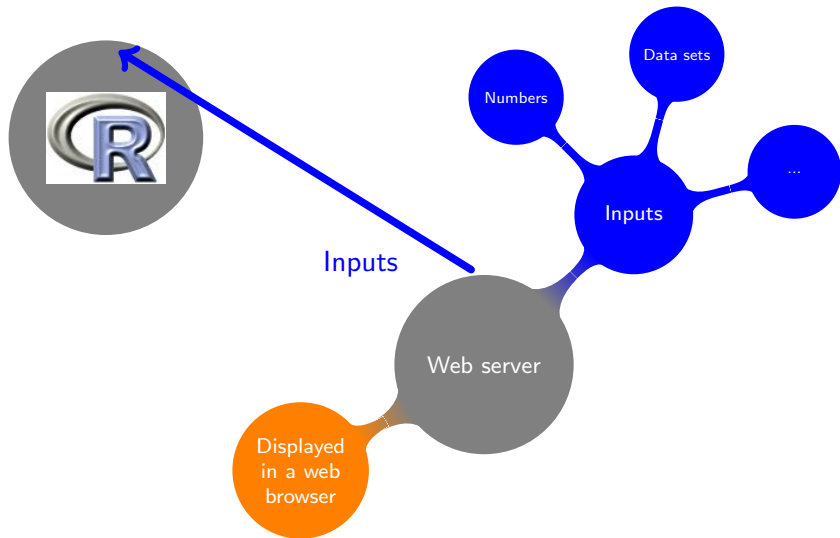 Data sets
Numbers
R
...
Inputs
Inputs
Web server
Displayed
in a web
browser